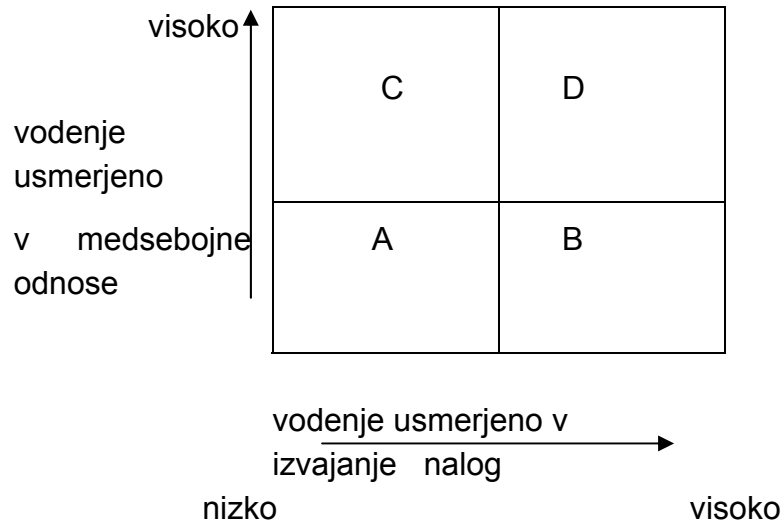 visoko
C D
vodenje
usmerjeno
v medsebojne
odnose
A B
vodenje usmerjeno v
izvajanje nalog
nizko visoko